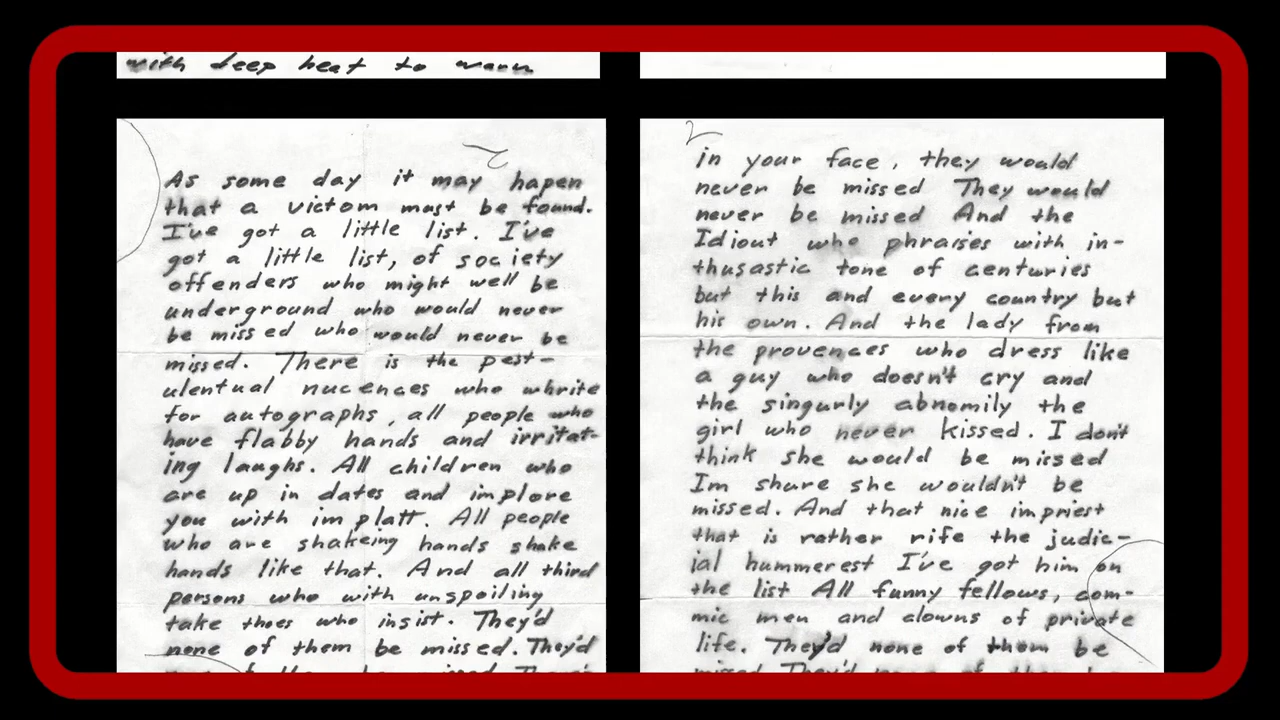 with deep heat to warm
2
As some day it may hapen
that a victom must be found.
I've got a little list. I've
got a little list, of society
offenders who might well be
underground who would never
be missed who would never be
missed. There is the pest-
ulentual nucences who whrite
for autographs, all people who
have flabby hands and irritat-
ing laughs. All children who
are up in dates and implore
you with im platt. All people
who are shakeing hands shake
hands like that. And all third
persons who with unspoiling
take thoes who insist. They'd
none of them be missed. They'd
2
in your face, they would
never be missed They would
never be missed And the
Idiout who phraises with in-
thusastic tone of centuries
but this and every country but
his own. And the lady from
the provences who dress like
a guy who doesn't cry and
the singurly abnomily the
girl who never kissed. I don't
think she would be missed
Im shure she wouldn't be
missed. And that nice impriest
that is rather rife the judic-
ial hummerest I've got him on
the list All funny fellows, com-
mic men and clowns of private
life. They'd none of them be